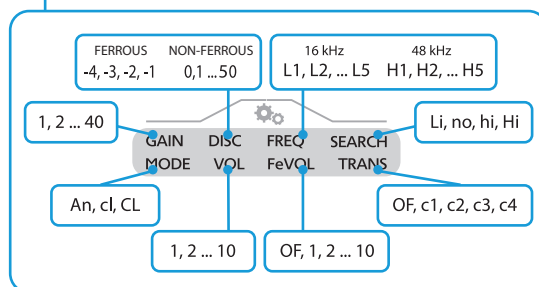 FERROUS NON-FERROUS
-4, -3, -2, -1 0,1 ...50
16 kHz 48 kHz
L1, L2, ... L5 H1, H2, ... H5
1, 2 ... 40
Li, no, hi, Hi
GAIN DISC FREQ SEARCH
MODE VOL FeVOL TRANS
An, cl, CL
OF, c1, c2, c3, c4
1, 2 ... 10
OF, 1, 2 ... 10